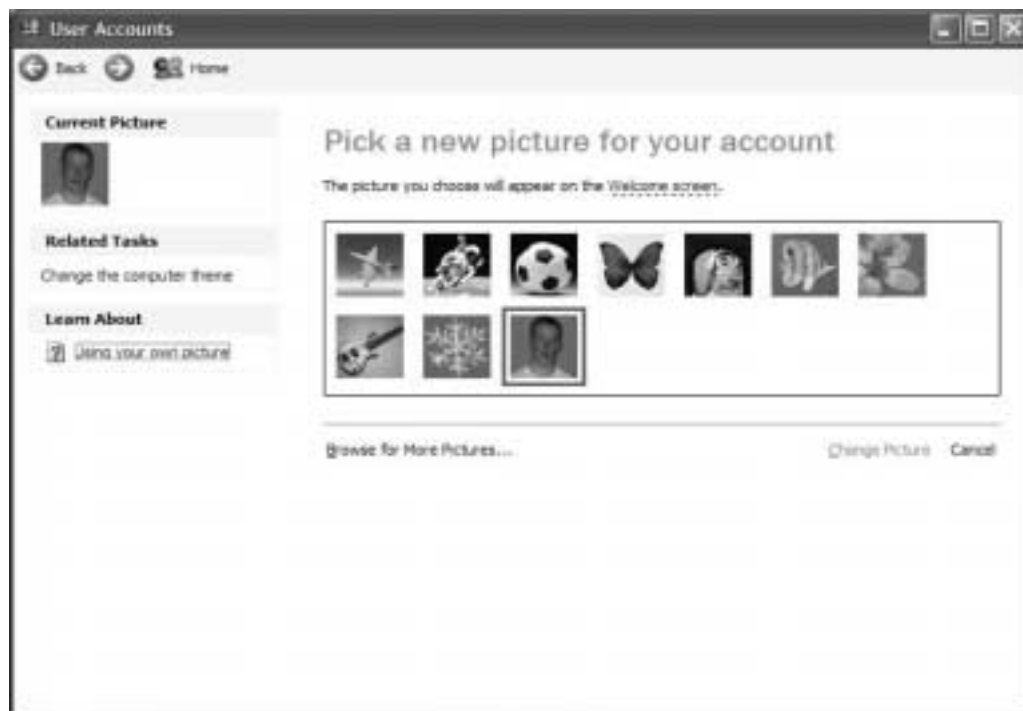 User Accounts
Back Home
Current Picture
Pick a new picture for your account
The picture you choose will appear on the Welcome screen.
Related Tasks
Change the computer theme
Learn About
Using your own picture
Browse for More Pictures...
Change Picture Cancel